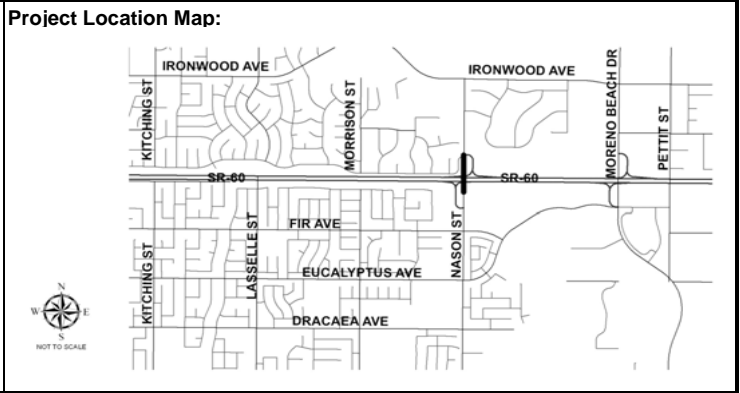 Project Location Map:
IRONWOOD AVE
IRONWOOD AVE
KITCHING ST
MORRISON ST
MORENO BEACH DR
PETTIT ST
SR-60
SR-60
LASSELLE ST
FIR AVE
NASON ST
KITCHING ST
EUCALYPTUS AVE
DRACAEA AVE
N
W E
S
NOT TO SCALE